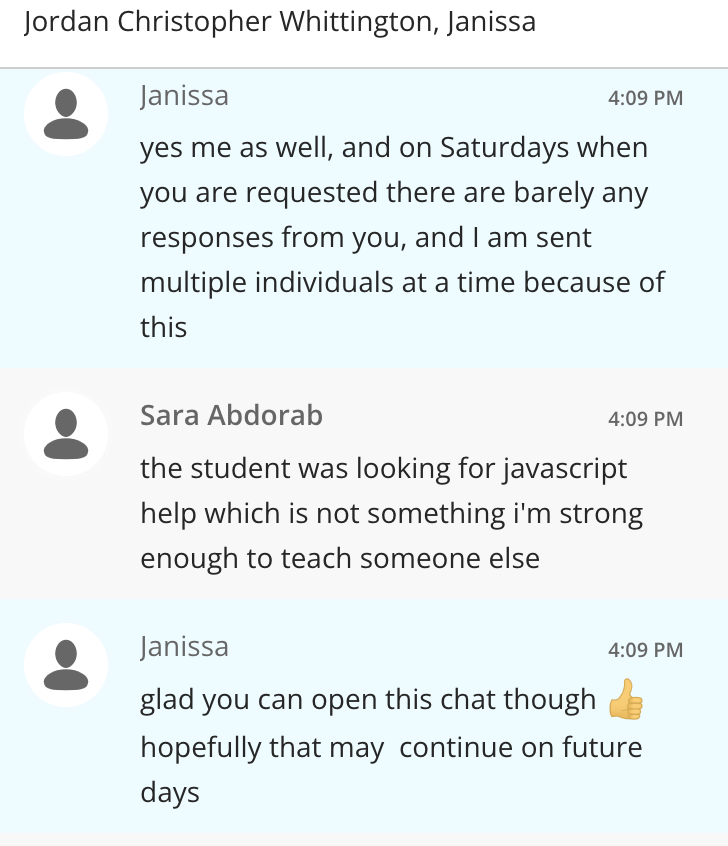 Jordan Christopher Whittington, Janissa
Janissa
4:09 PM
yes me as well, and on Saturdays when
you are requested there are barely any
responses from you, and I am sent
multiple individuals at a time because of
this
Sara Abdorab
4:09 PM
the student was looking for javascript
help which is not something i'm strong
enough to teach someone else
Janissa
4:09 PM
glad you can open this chat though 👍
hopefully that may  continue on future
days